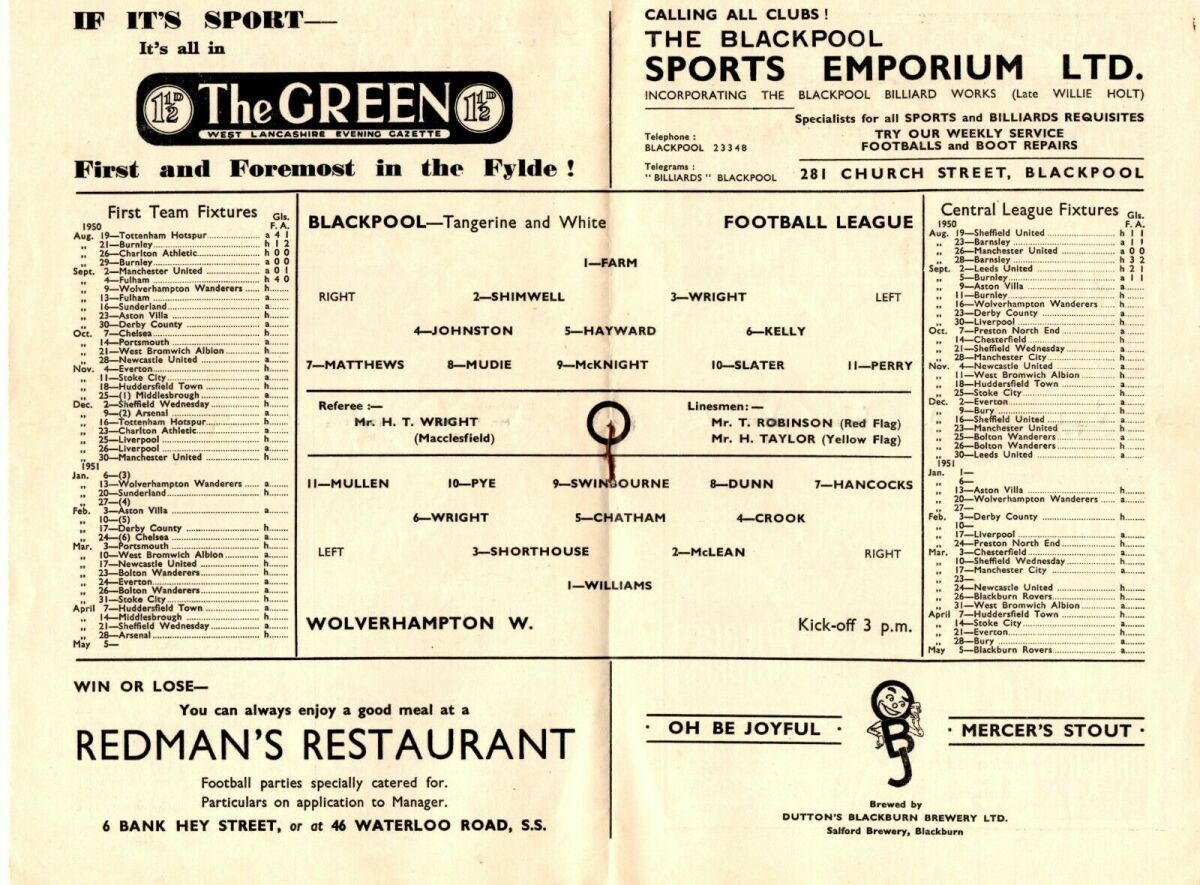 IF IT'S SPORT—
It's all in
1½D The GREEN 1½D
WEST LANCASHIRE EVENING GAZETTE
First and Foremost in the Fylde !
CALLING ALL CLUBS !
THE BLACKPOOL
SPORTS EMPORIUM LTD.
INCORPORATING THE BLACKPOOL BILLIARD WORKS (Late WILLIE HOLT)
Specialists for all SPORTS and BILLIARDS REQUISITES
TRY OUR WEEKLY SERVICE
FOOTBALLS and BOOT REPAIRS
Telephone :
BLACKPOOL 23348
Telegrams :
"BILLIARDS" BLACKPOOL
281 CHURCH STREET, BLACKPOOL
First Team Fixtures Gls.
1950 F. A.
Aug. 19—Tottenham Hotspur a 4 1
,, 21—Burnley h 1 2
,, 26—Charlton Athletic h 0 0
,, 29—Burnley a 0 0
Sept. 2—Manchester United a 0 1
,, 4—Fulham h 4 0
,, 9—Wolverhampton Wanderers h
,, 13—Fulham a
,, 16—Sunderland a
,, 23—Aston Villa h
,, 30—Derby County h
Oct. 7—Chelsea h
,, 14—Portsmouth a
,, 21—West Bromwich Albion h
,, 28—Newcastle United a
Nov. 4—Everton h
,, 11—Stoke City a
,, 18—Huddersfield Town h
,, 25—(1) Middlesbrough a
Dec. 2—Sheffield Wednesday h
,, 9—(2) Arsenal a
,, 16—Tottenham Hotspur h
,, 23—Charlton Athletic a
,, 25—Liverpool h
,, 26—Liverpool a
,, 30—Manchester United h
1951
Jan. 6—(3)
,, 13—Wolverhampton Wanderers a
,, 20—Sunderland h
,, 27—(4)
Feb. 3—Aston Villa a
,, 10—(5)
,, 17—Derby County h
,, 24—(6) Chelsea a
Mar. 3—Portsmouth h
,, 10—West Bromwich Albion a
,, 17—Newcastle United h
,, 23—Bolton Wanderers h
,, 24—Everton a
,, 26—Bolton Wanderers a
,, 31—Stoke City h
April 7—Huddersfield Town a
,, 14—Middlesbrough h
,, 21—Sheffield Wednesday a
,, 28—Arsenal h
May 5—
BLACKPOOL—Tangerine and White FOOTBALL LEAGUE
1—FARM
RIGHT 2—SHIMWELL 3—WRIGHT LEFT
4—JOHNSTON 5—HAYWARD 6—KELLY
7—MATTHEWS 8—MUDIE 9—McKNIGHT 10—SLATER 11—PERRY
Referee :—
Mr. H. T. WRIGHT
(Macclesfield)
Linesmen: —
Mr. T. ROBINSON (Red Flag)
Mr. H. TAYLOR (Yellow Flag)
11—MULLEN 10—PYE 9—SWINBOURNE 8—DUNN 7—HANCOCKS
6—WRIGHT 5—CHATHAM 4—CROOK
LEFT 3—SHORTHOUSE 2—McLEAN RIGHT
1—WILLIAMS
WOLVERHAMPTON W. Kick-off 3 p.m.
Central League Fixtures Gls.
1950 F. A.
Aug. 19—Sheffield United h 1 1
,, 23—Barnsley a 1 1
,, 26—Manchester United a 0 0
,, 28—Barnsley h 3 2
Sept. 2—Leeds United h 2 1
,, 5—Burnley a 1 1
,, 9—Aston Villa a
,, 11—Burnley h
,, 16—Wolverhampton Wanderers h
,, 23—Derby County a
,, 30—Liverpool h
Oct. 7—Preston North End a
,, 14—Chesterfield h
,, 21—Sheffield Wednesday a
,, 28—Manchester City h
Nov. 4—Newcastle United a
,, 11—West Bromwich Albion h
,, 18—Huddersfield Town a
,, 25—Stoke City h
Dec. 2—Everton a
,, 9—Bury h
,, 16—Sheffield United a
,, 23—Manchester United h
,, 25—Bolton Wanderers a
,, 26—Bolton Wanderers h
,, 30—Leeds United a
1951
Jan. 1—
,, 6—
,, 13—Aston Villa h
,, 20—Wolverhampton Wanderers a
,, 27—
Feb. 3—Derby County h
,, 10—
,, 17—Liverpool a
,, 24—Preston North End h
Mar. 3—Chesterfield a
,, 10—Sheffield Wednesday h
,, 17—Manchester City a
,, 23—
,, 24—Newcastle United h
,, 26—Blackburn Rovers h
,, 31—West Bromwich Albion a
April 7—Huddersfield Town h
,, 14—Stoke City a
,, 21—Everton h
,, 28—Bury a
May 5—Blackburn Rovers a
WIN OR LOSE—
You can always enjoy a good meal at a
REDMAN'S RESTAURANT
Football parties specially catered for.
Particulars on application to Manager.
6 BANK HEY STREET, or at 46 WATERLOO ROAD, S.S.
· OH BE JOYFUL · OBJ · MERCER'S STOUT ·
Brewed by
DUTTON'S BLACKBURN BREWERY LTD.
Salford Brewery, Blackburn